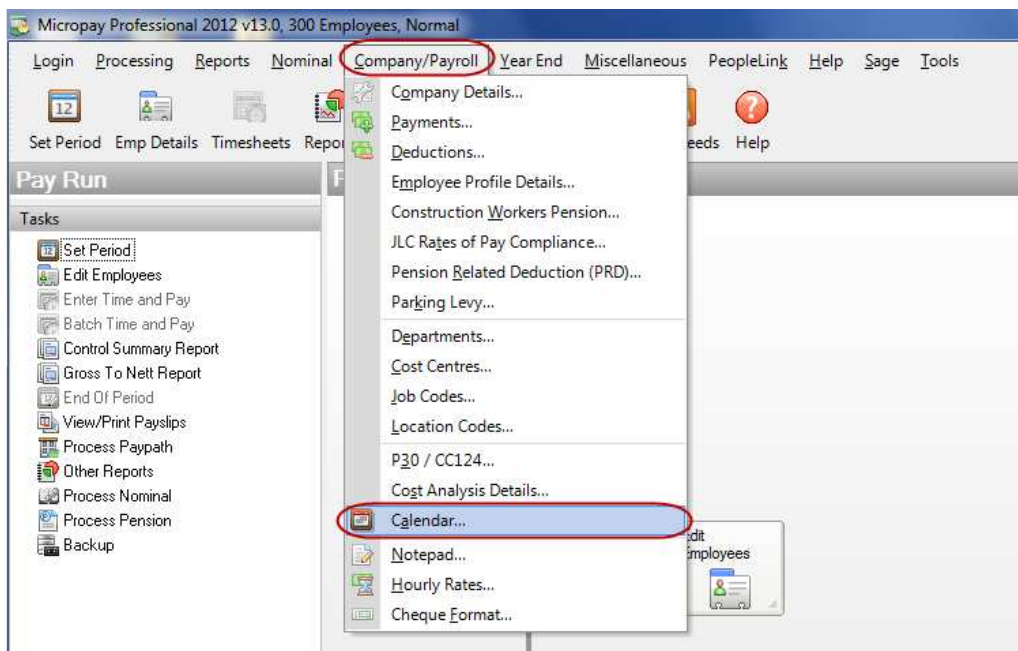 Micropay Professional 2012 v13.0, 300 Employees, Normal
Login Processing Reports Nominal Company/Payroll Year End Miscellaneous PeopleLink Help Sage Tools
12
Set Period Emp Details Timesheets Repor eeds Help
Pay Run P
Tasks
12 Set Period
Edit Employees
Enter Time and Pay
Batch Time and Pay
Control Summary Report
Gross To Nett Report
End Of Period
View/Print Payslips
Process Paypath
Other Reports
Process Nominal
Process Pension
Backup
Company Details...
Payments...
Deductions...
Employee Profile Details...
Construction Workers Pension...
JLC Rates of Pay Compliance...
Pension Related Deduction (PRD)...
Parking Levy...
Departments...
Cost Centres...
Job Codes...
Location Codes...
P30 / CC124...
Cost Analysis Details...
Calendar...
Notepad...
Hourly Rates...
Cheque Format...
dit
mployees